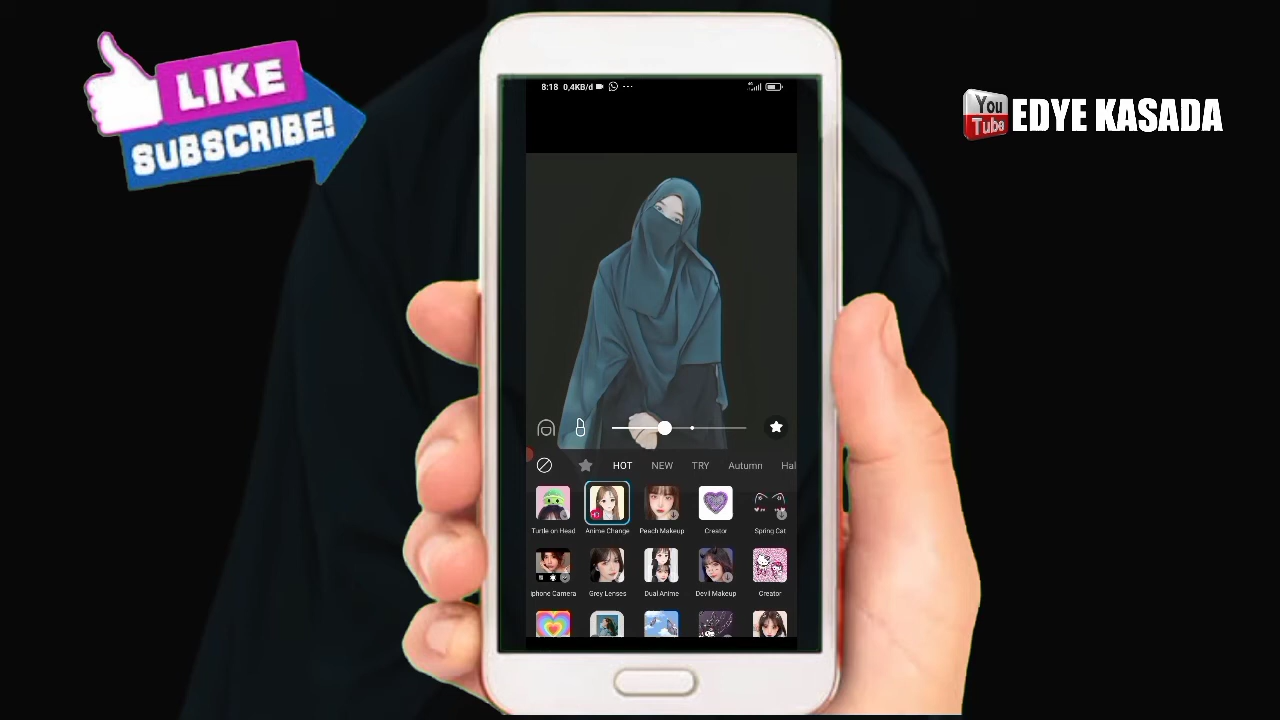 LIKE
SUBSCRIBE!
You
Tube
EDYE KASADA
8:18 0,4KB/d
HOT NEW TRY Autumn Hal
Turtle on Head Anime Change Peach Makeup Creator Spring Cat
iphone Camera Grey Lenses Dual Anime Devil Makeup Creator